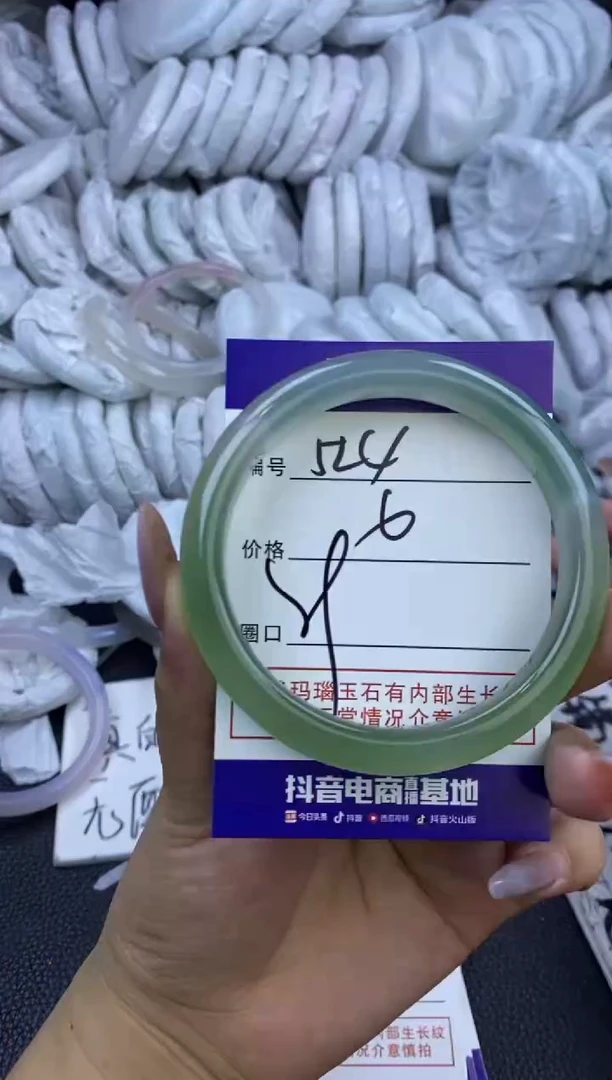 编号 524
价格 6
圈口
玛瑙玉石有内部生长
常情况介意
抖音电商直播基地
今日头条 抖音 西瓜视频 抖音火山版
真
无
部生长纹
况介意慎拍